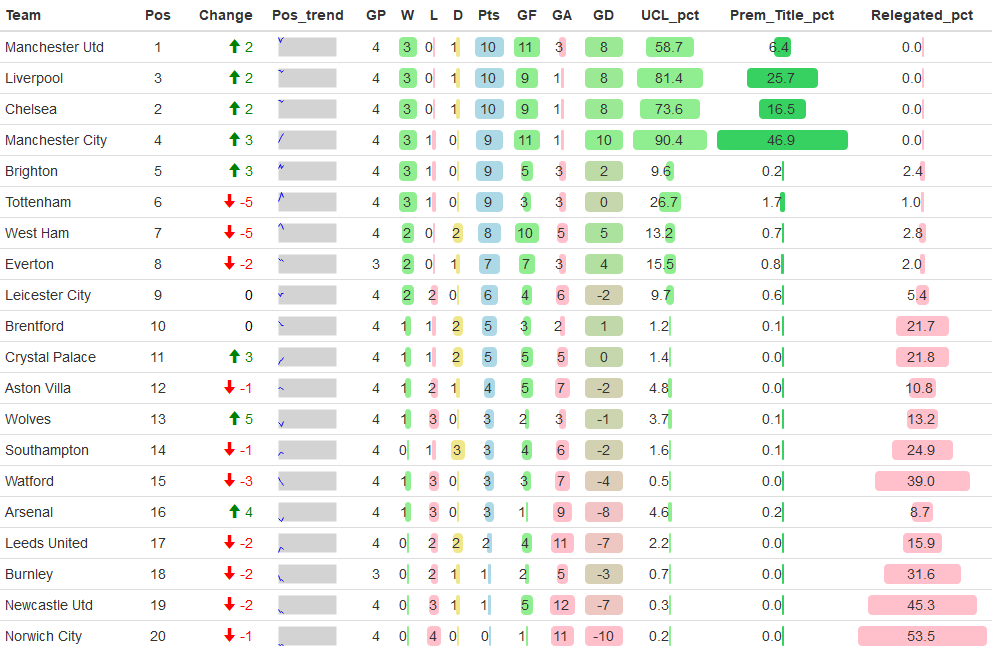 Team Pos Change Pos_trend GP W L D Pts GF GA GD UCL_pct Prem_Title_pct Relegated_pct
Manchester Utd 1 2 4 3 0 1 10 11 3 8 58.7 6.4 0.0
Liverpool 3 2 4 3 0 1 10 9 1 8 81.4 25.7 0.0
Chelsea 2 2 4 3 0 1 10 9 1 8 73.6 16.5 0.0
Manchester City 4 3 4 3 1 0 9 11 1 10 90.4 46.9 0.0
Brighton 5 3 4 3 1 0 9 5 3 2 9.6 0.2 2.4
Tottenham 6 -5 4 3 1 0 9 3 3 0 26.7 1.7 1.0
West Ham 7 -5 4 2 0 2 8 10 5 5 13.2 0.7 2.8
Everton 8 -2 3 2 0 1 7 7 3 4 15.5 0.8 2.0
Leicester City 9 0 4 2 2 0 6 4 6 -2 9.7 0.6 5.4
Brentford 10 0 4 1 1 2 5 3 2 1 1.2 0.1 21.7
Crystal Palace 11 3 4 1 1 2 5 5 5 0 1.4 0.0 21.8
Aston Villa 12 -1 4 1 2 1 4 5 7 -2 4.8 0.0 10.8
Wolves 13 5 4 1 3 0 3 2 3 -1 3.7 0.1 13.2
Southampton 14 -1 4 0 1 3 3 4 6 -2 1.6 0.1 24.9
Watford 15 -3 4 1 3 0 3 3 7 -4 0.5 0.0 39.0
Arsenal 16 4 4 1 3 0 3 1 9 -8 4.6 0.2 8.7
Leeds United 17 -2 4 0 2 2 2 4 11 -7 2.2 0.0 15.9
Burnley 18 -2 3 0 2 1 1 2 5 -3 0.7 0.0 31.6
Newcastle Utd 19 -2 4 0 3 1 1 5 12 -7 0.3 0.0 45.3
Norwich City 20 -1 4 0 4 0 0 1 11 -10 0.2 0.0 53.5